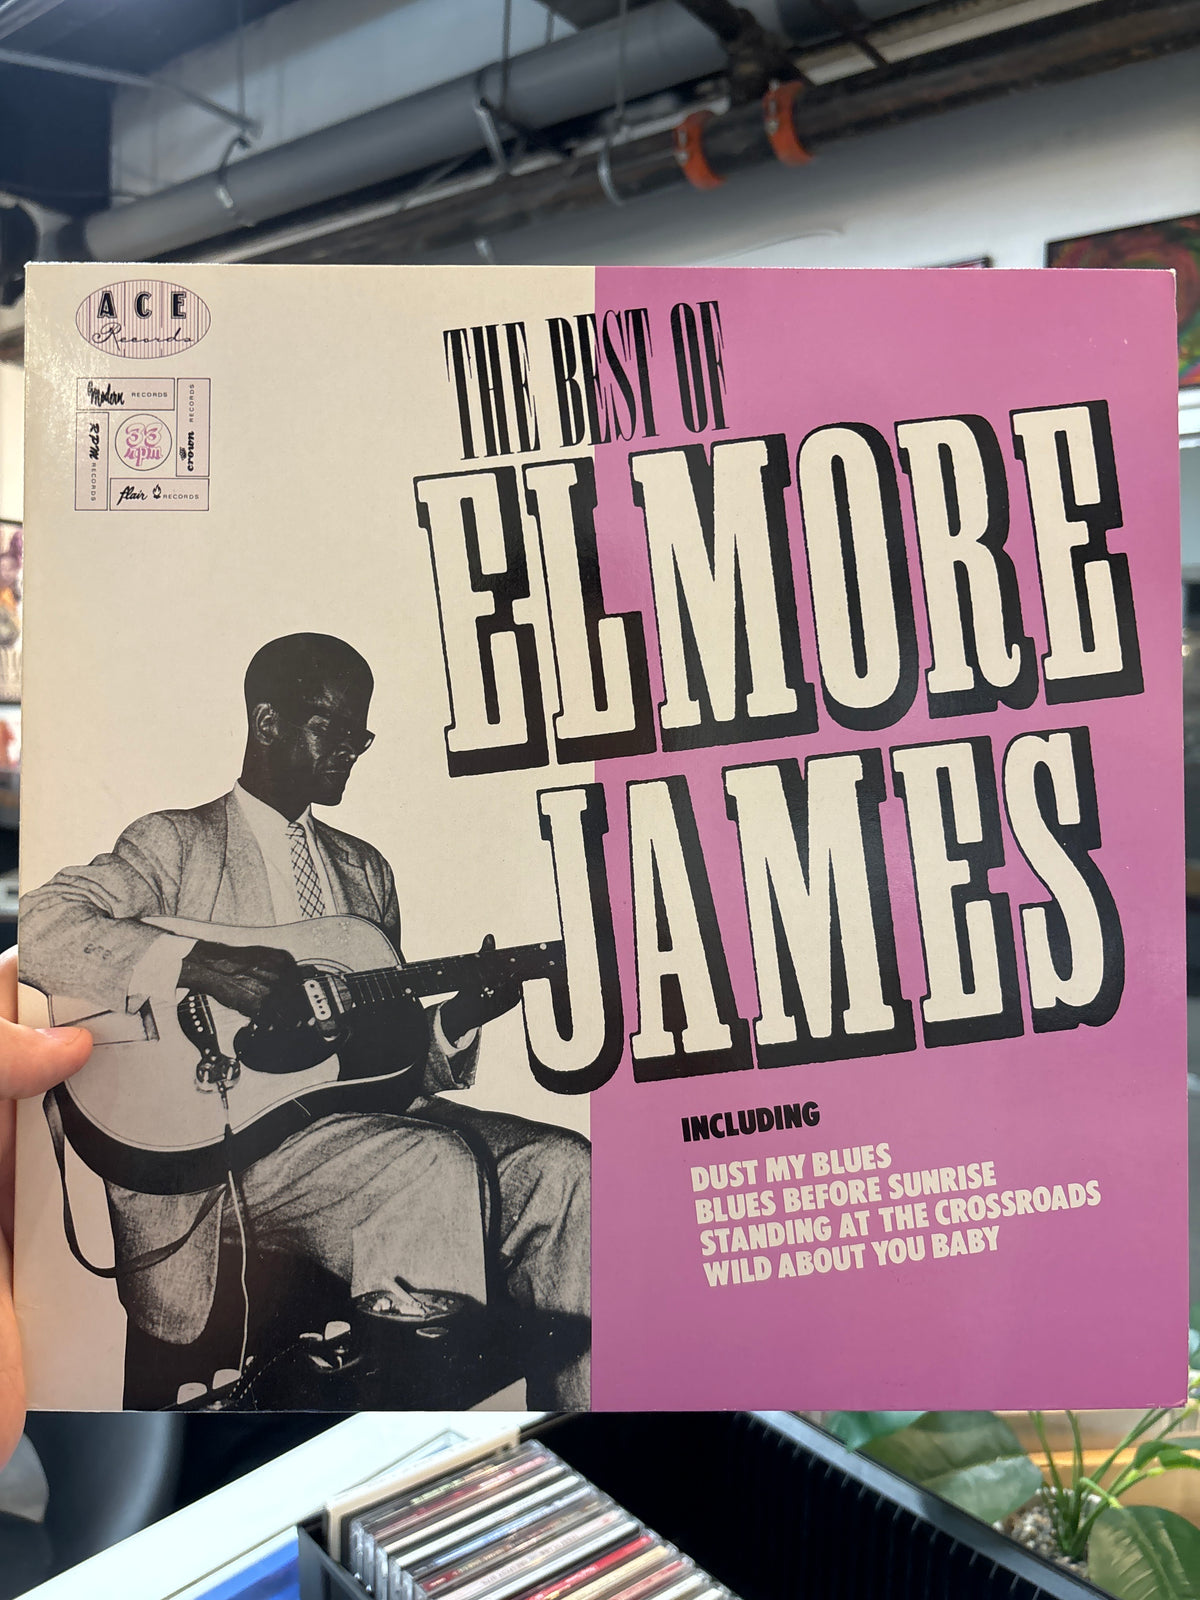 ACE
Records
Modern RECORDS
RPM RECORDS
33
rpm
crown RECORDS
flair RECORDS
THE BEST OF
ELMORE
JAMES
INCLUDING
DUST MY BLUES
BLUES BEFORE SUNRISE
STANDING AT THE CROSSROADS
WILD ABOUT YOU BABY